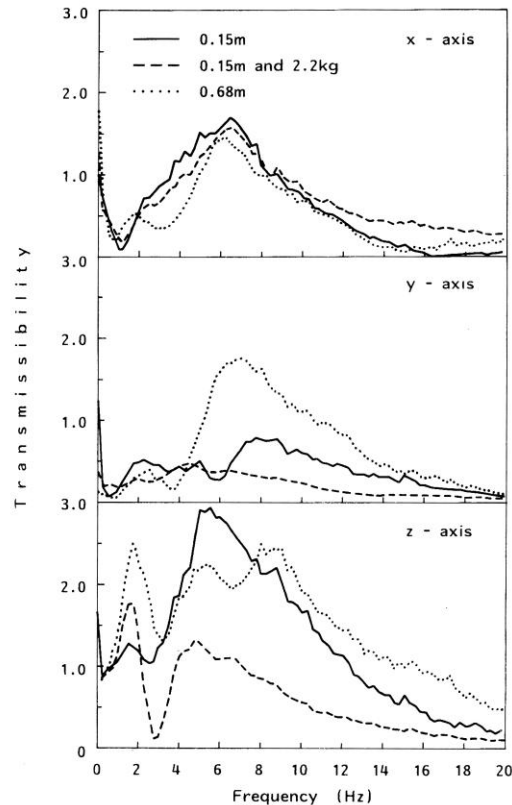 3.0
0.15m
x - axis
0.15m and 2.2kg
0.68m
2.0
1.0
3.0
y - axis
2.0
1.0
3.0
z - axis
2.0
1.0
0
0 2 4 6 8 10 12 14 16 18 20
Frequency (Hz)
Transmissibility